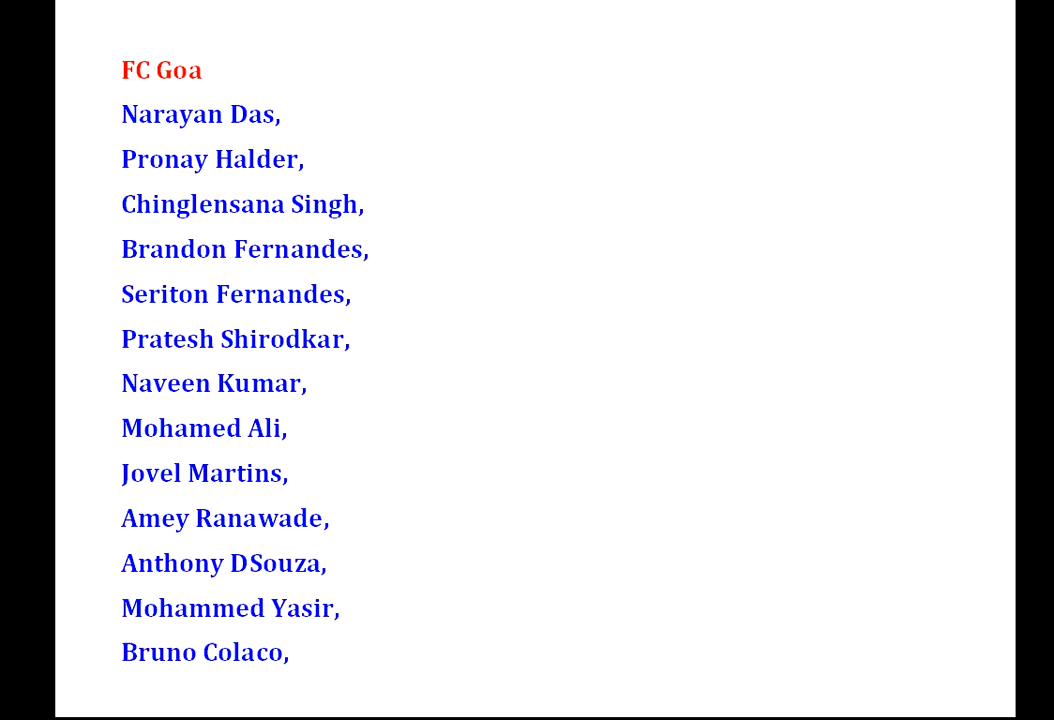 FC Goa
Narayan Das,
Pronay Halder,
Chinglensana Singh,
Brandon Fernandes,
Seriton Fernandes,
Pratesh Shirodkar,
Naveen Kumar,
Mohamed Ali,
Jovel Martins,
Amey Ranawade,
Anthony DSouza,
Mohammed Yasir,
Bruno Colaco,